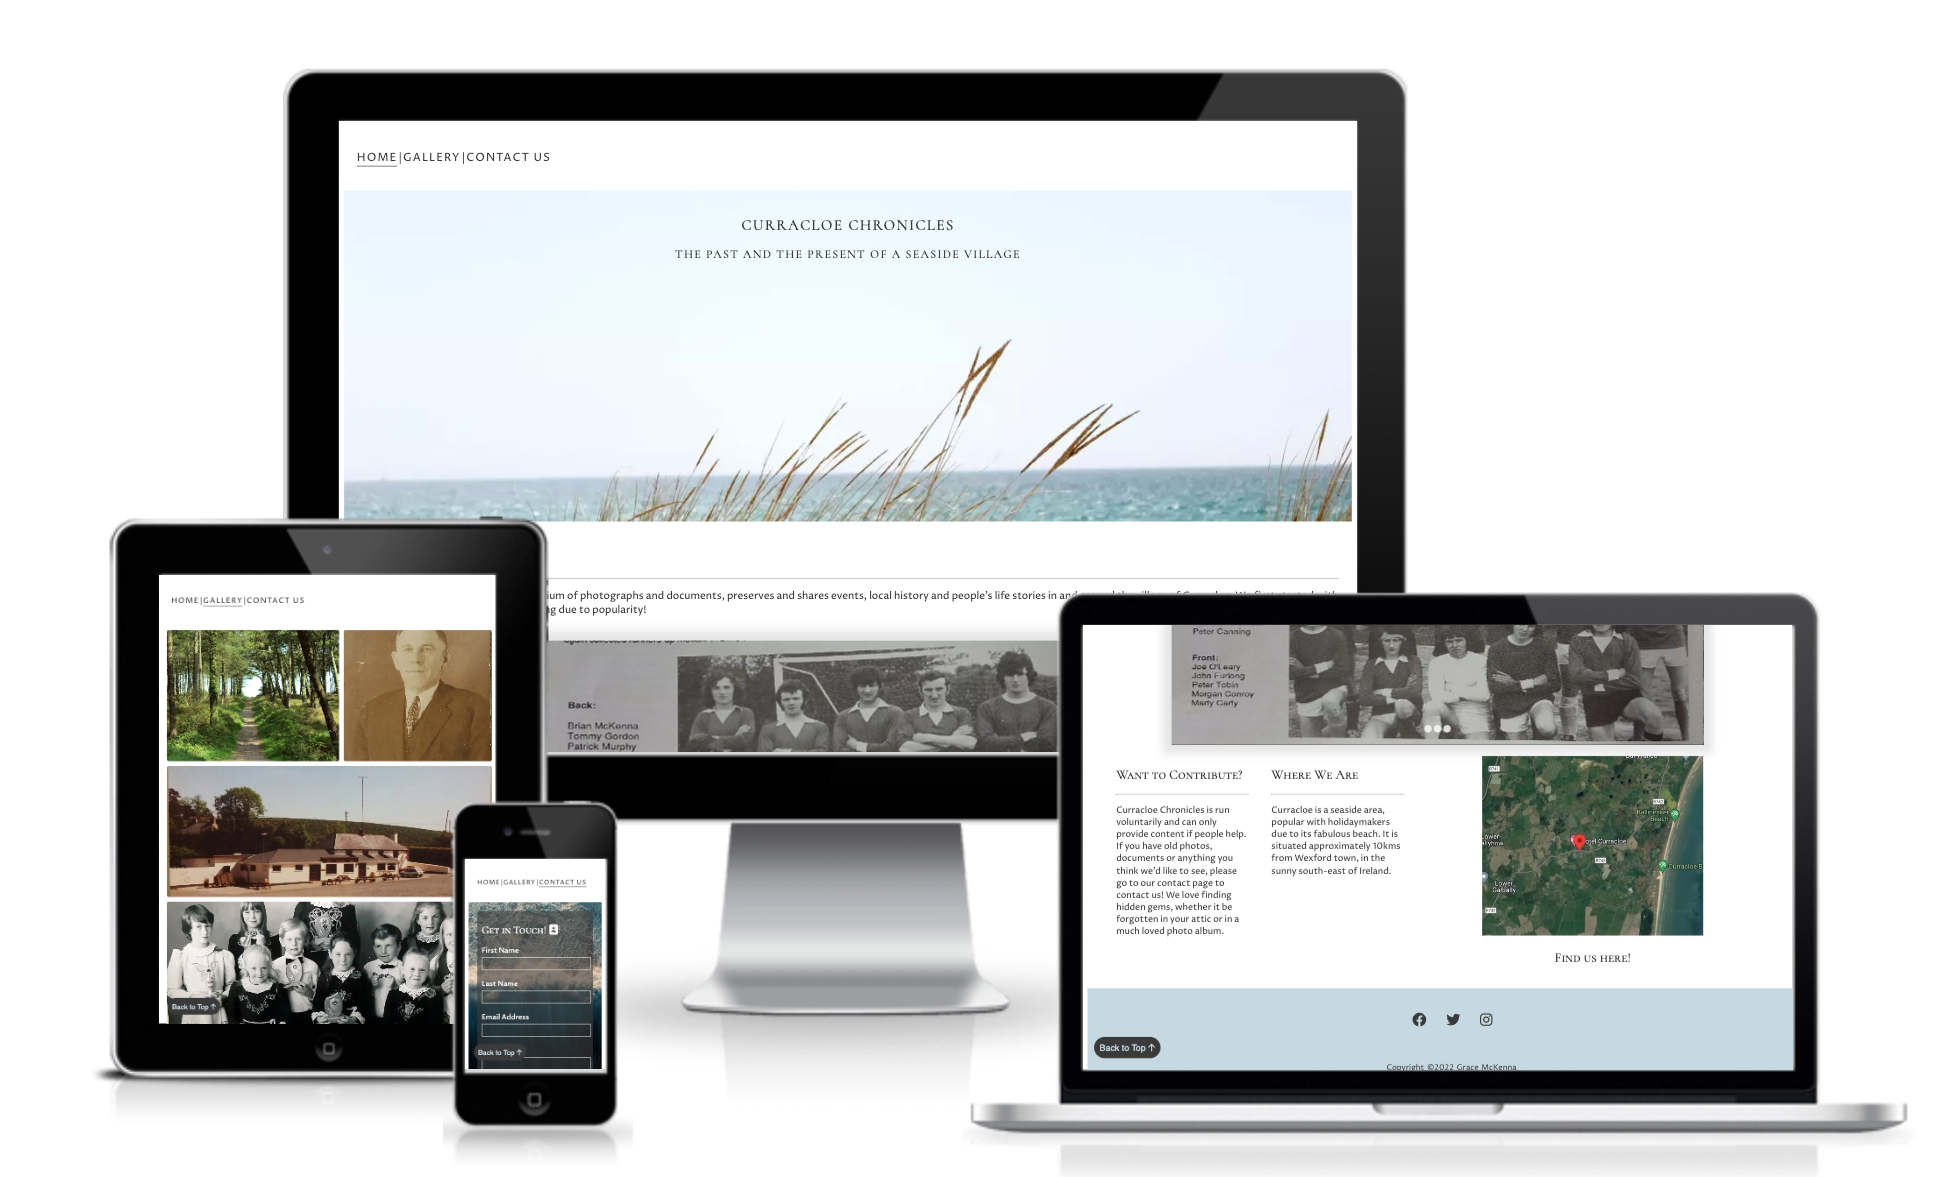 HOME|GALLERY|CONTACT US
CURRACLOE CHRONICLES
THE PAST AND THE PRESENT OF A SEASIDE VILLAGE
of photographs and documents, preserves and shares events, local history and people's life stories in
due to popularity!
Back:
Brian McKenna
Tommy Gordon
Patrick Murphy
HOME|GALLERY|CONTACT US
Back to Top ↑
HOME|GALLERY|CONTACT US
GET IN TOUCH!
First Name
Last Name
Email Address
Back to Top ↑
Peter Canning
Front:
Joe O'Leary
John Furlong
Peter Tobin
Morgan Conroy
Marty Carty
WANT TO CONTRIBUTE?
Curracloe Chronicles is run
voluntarily and can only
provide content if people help.
If you have old photos,
documents or anything you
think we'd like to see, please
go to our contact page to
contact us! We love finding
hidden gems, whether it be
forgotten in your attic or in a
much loved photo album.
WHERE WE ARE
Curracloe is a seaside area,
popular with holidaymakers
due to its fabulous beach. It is
situated approximately 10kms
from Wexford town, in the
sunny south-east of Ireland.
Ballinesker
Beach
Hotel Curracloe
Curracloe B
Lower
Galbally
FIND US HERE!
Back to Top ↑
Copyright ©2022 Grace McKenna